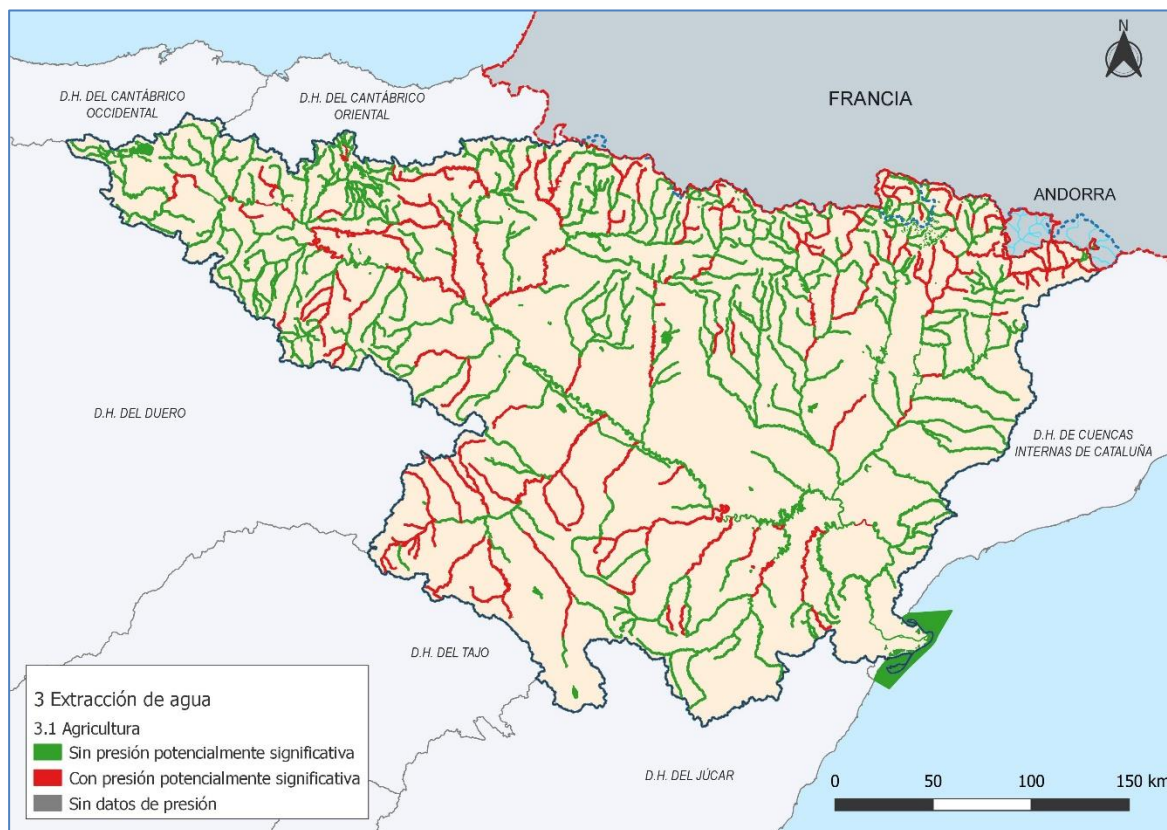 N
D.H. DEL CANTÁBRICO
OCCIDENTAL
D.H. DEL CANTÁBRICO
ORIENTAL
FRANCIA
ANDORRA
D.H. DEL DUERO
D.H. DE CUENCAS
INTERNAS DE CATALUÑA
D.H. DEL TAJO
D.H. DEL JÚCAR
3 Extracción de agua
3.1 Agricultura
Sin presión potencialmente significativa
Con presión potencialmente significativa
Sin datos de presión
0 50 100 150 km